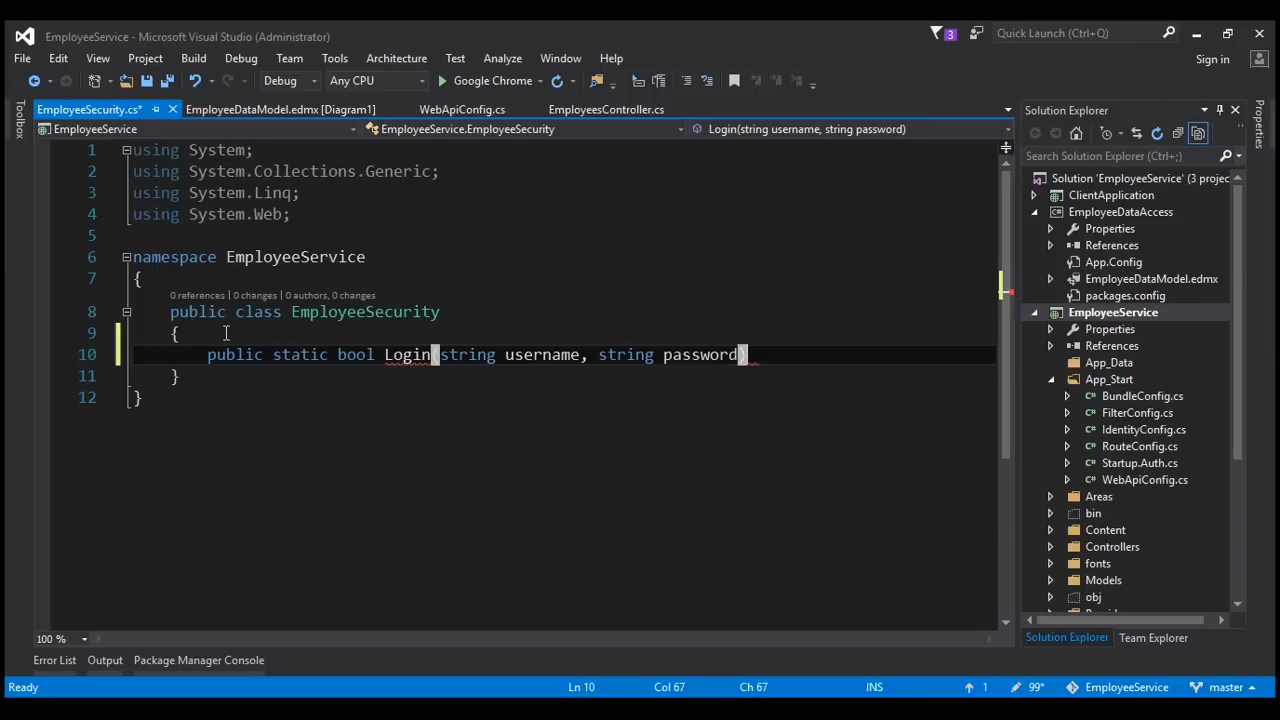 EmployeeService - Microsoft Visual Studio (Administrator)
3
Quick Launch (Ctrl+Q)
File Edit View Project Build Debug Team Tools Architecture Test Analyze Window Help
Sign in
Debug Any CPU Google Chrome
EmployeeSecurity.cs* EmployeeDataModel.edmx [Diagram1] WebApiConfig.cs EmployeesController.cs
EmployeeService EmployeeService.EmployeeSecurity Login(string username, string password)
Toolbox
1 using System;
2 using System.Collections.Generic;
3 using System.Linq;
4 using System.Web;
5
6 namespace EmployeeService
7 {
0 references | 0 changes | 0 authors, 0 changes
8 public class EmployeeSecurity
9 {
10 public static bool Login(string username, string password)
11 }
12 }
100 %
Solution Explorer
Search Solution Explorer (Ctrl+;)
Solution 'EmployeeService' (3 projec
ClientApplication
EmployeeDataAccess
Properties
References
App.Config
EmployeeDataModel.edmx
packages.config
EmployeeService
Properties
References
App_Data
App_Start
C# BundleConfig.cs
C# FilterConfig.cs
C# IdentityConfig.cs
C# RouteConfig.cs
C# Startup.Auth.cs
C# WebApiConfig.cs
Areas
bin
Content
Controllers
fonts
Models
obj
Solution Explorer Team Explorer
Properties
Error List Output Package Manager Console
Ready Ln 10 Col 67 Ch 67 INS 1 99* EmployeeService master